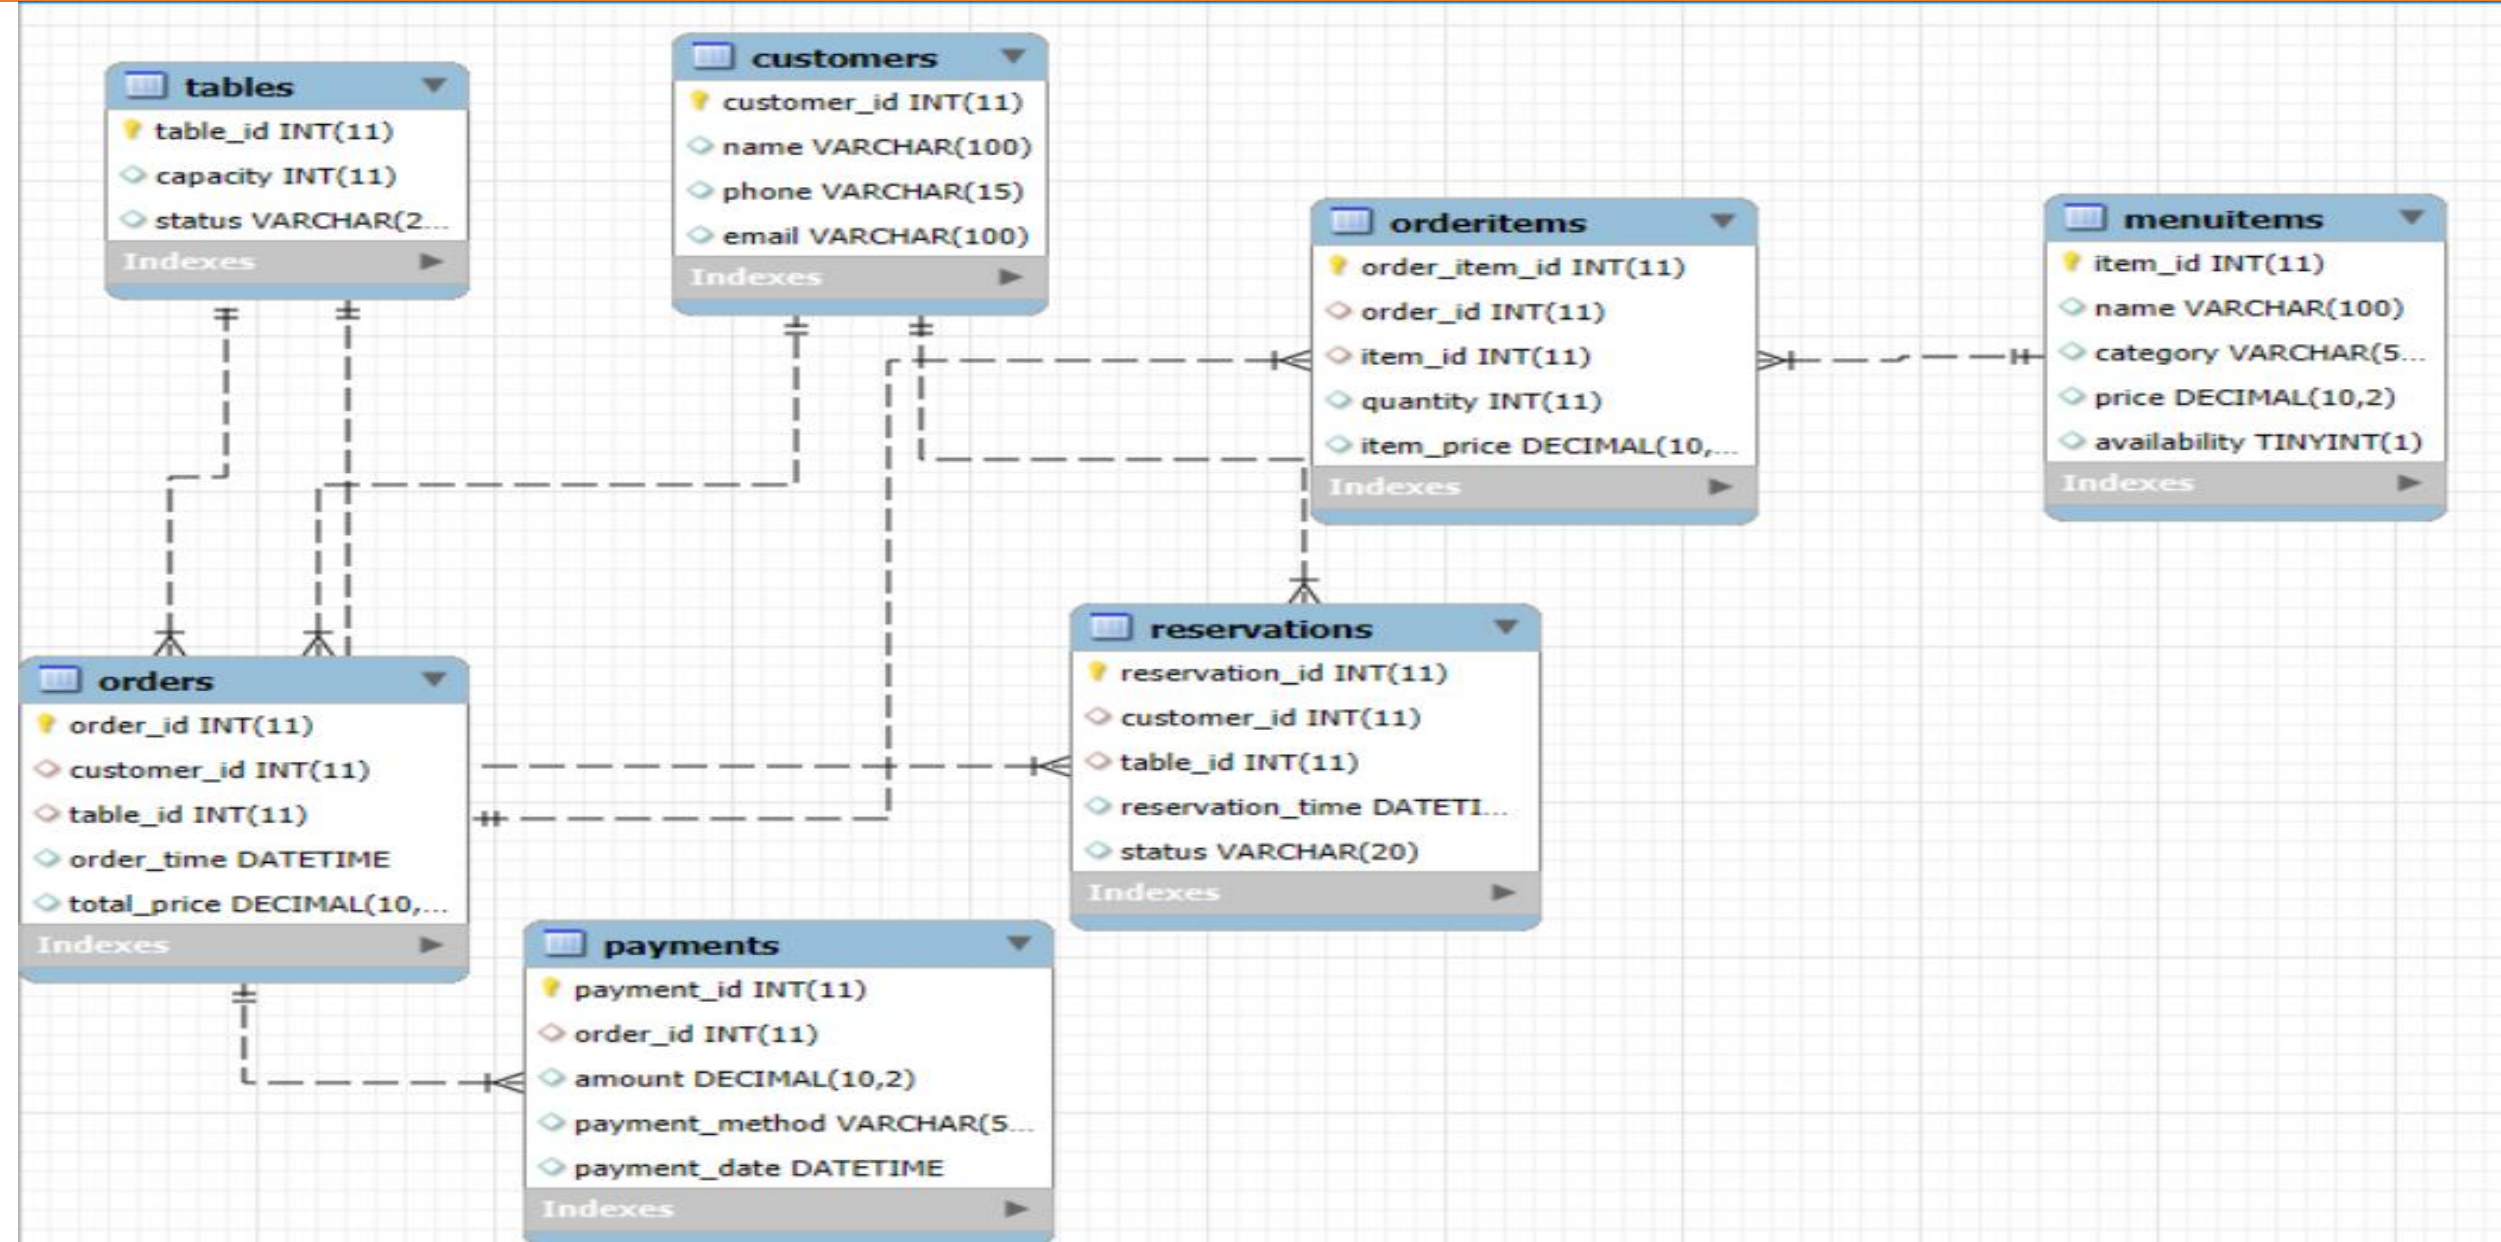 tables
table_id INT(11)
capacity INT(11)
status VARCHAR(2...
Indexes
customers
customer_id INT(11)
name VARCHAR(100)
phone VARCHAR(15)
email VARCHAR(100)
Indexes
orderitems
order_item_id INT(11)
order_id INT(11)
item_id INT(11)
quantity INT(11)
item_price DECIMAL(10,...
Indexes
menuitems
item_id INT(11)
name VARCHAR(100)
category VARCHAR(5...
price DECIMAL(10,2)
availability TINYINT(1)
Indexes
orders
order_id INT(11)
customer_id INT(11)
table_id INT(11)
order_time DATETIME
total_price DECIMAL(10,...
Indexes
reservations
reservation_id INT(11)
customer_id INT(11)
table_id INT(11)
reservation_time DATETI...
status VARCHAR(20)
Indexes
payments
payment_id INT(11)
order_id INT(11)
amount DECIMAL(10,2)
payment_method VARCHAR(5...
payment_date DATETIME
Indexes